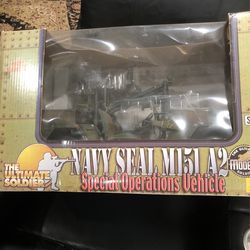 THE
ULTIMATE
SOLDIER
NAVY SEAL M151 A2
Special Operations Vehicle